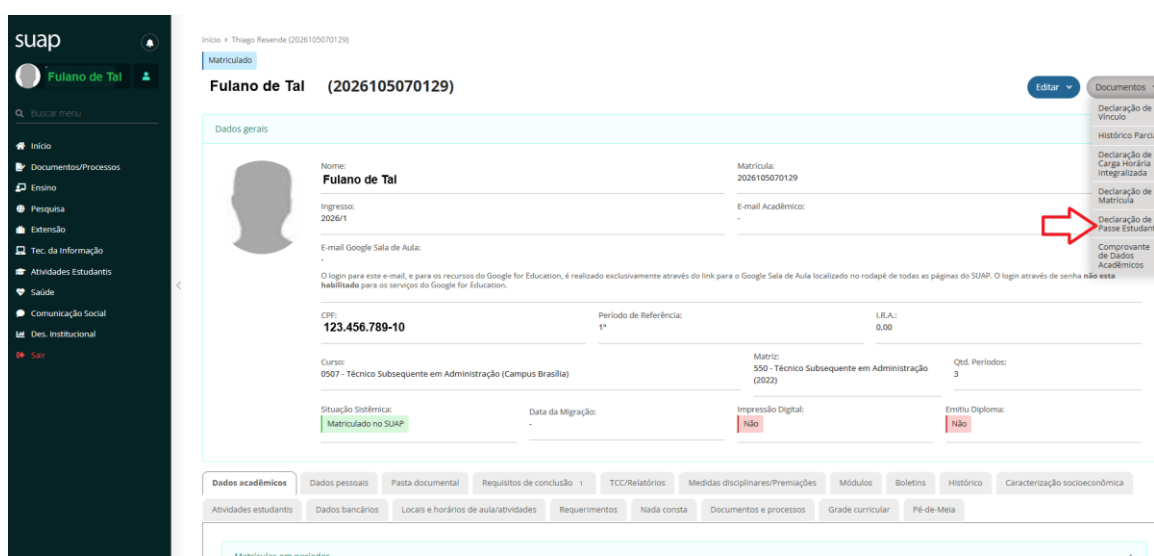 suap
Fulano de Tal
Buscar menu
Início
Documentos/Processos
Ensino
Pesquisa
Extensão
Tec. da Informação
Atividades Estudantis
Saúde
Comunicação Social
Des. Institucional
Sair
Início > Thiago Resende (2026105070129)
Matriculado
Fulano de Tal (2026105070129)
Editar
Documentos
Declaração de
Vínculo
Histórico Parcia
Declaração de
Carga Horária
Integralizada
Declaração de
Matrícula
Declaração de
Passe Estudant
Comprovante
de Dados
Acadêmicos
Dados gerais
Nome:
Fulano de Tal
Matrícula:
2026105070129
Ingresso:
2026/1
E-mail Acadêmico:
-
E-mail Google Sala de Aula:
-
O login para este e-mail, e para os recursos do Google for Education, é realizado exclusivamente através do link para o Google Sala de Aula localizado no rodapé de todas as páginas do SUAP. O login através de senha não esta
habilitado para os serviços do Google for Education.
CPF:
123.456.789-10
Período de Referência:
1º
I.R.A.:
0,00
Curso:
0507 - Técnico Subsequente em Administração (Campus Brasília)
Matriz:
550 - Técnico Subsequente em Administração
(2022)
Qtd. Períodos:
3
Situação Sistêmica:
Matriculado no SUAP
Data da Migração:
-
Impressão Digital:
Não
Emitiu Diploma:
Não
Dados acadêmicos Dados pessoais Pasta documental Requisitos de conclusão 1 TCC/Relatórios Medidas disciplinares/Premiações Módulos Boletins Histórico Caracterização socioeconômica
Atividades estudantis Dados bancários Locais e horários de aula/atividades Requerimentos Nada consta Documentos e processos Grade curricular Pé-de-Meia
Matrículas em períodos